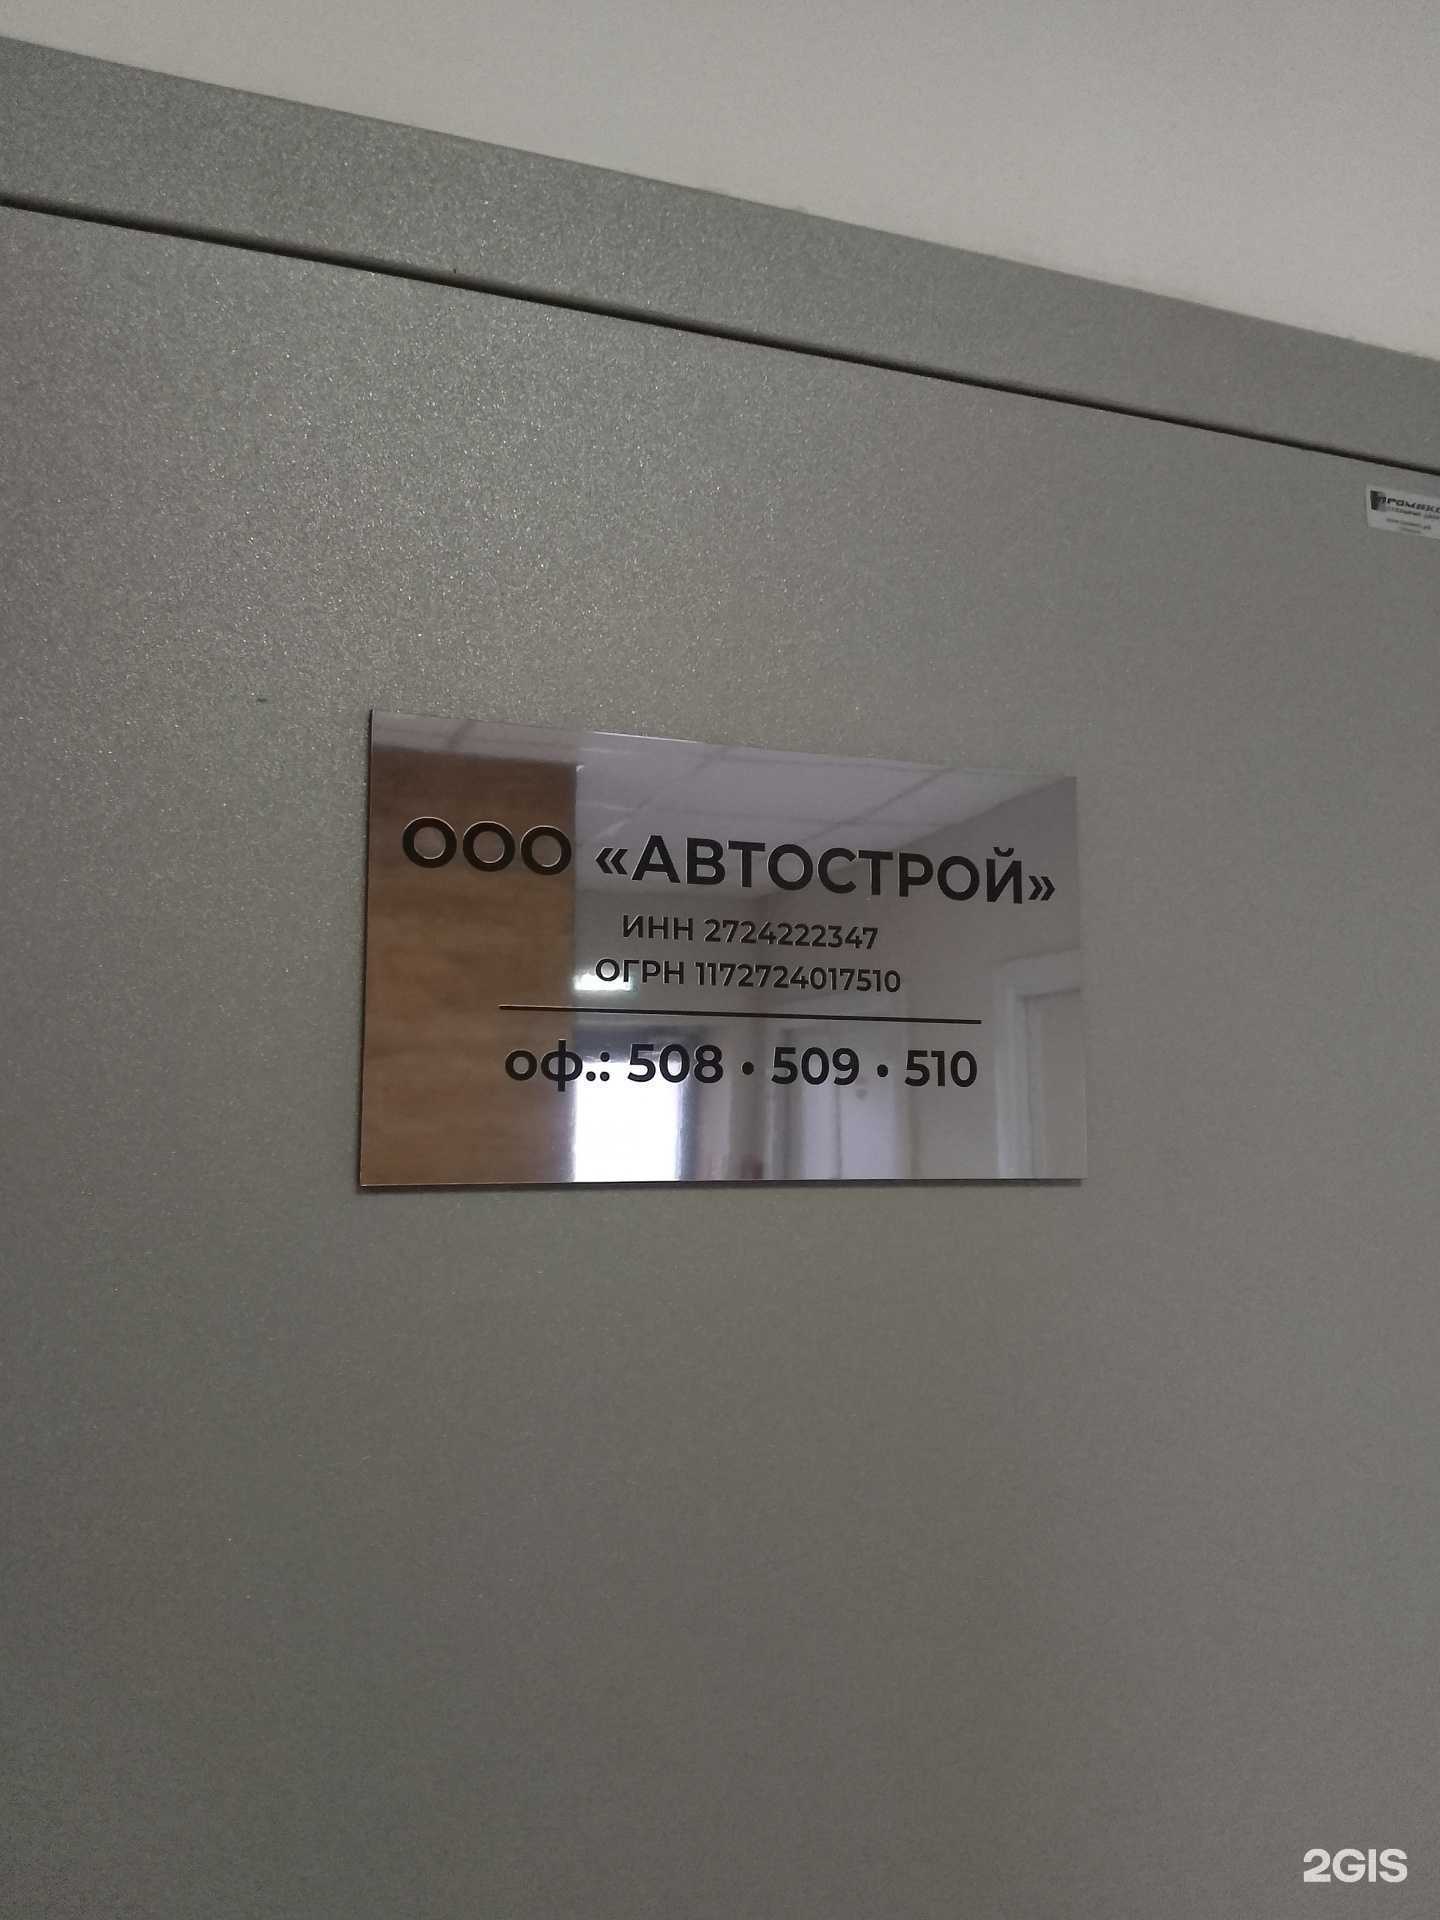 ООО «АВТОСТРОЙ»
ИНН 2724222347
ОГРН 1172724017510
оф.: 508 • 509 • 510
2GIS